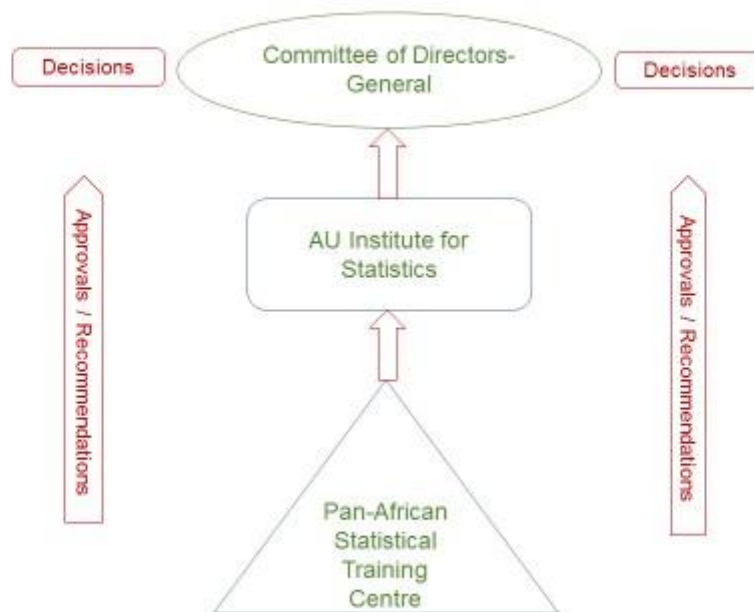 Decisions
Committee of Directors-
General
Decisions
AU Institute for
Statistics
Approvals / Recommendations
Approvals / Recommendations
Pan-African
Statistical
Training
Centre